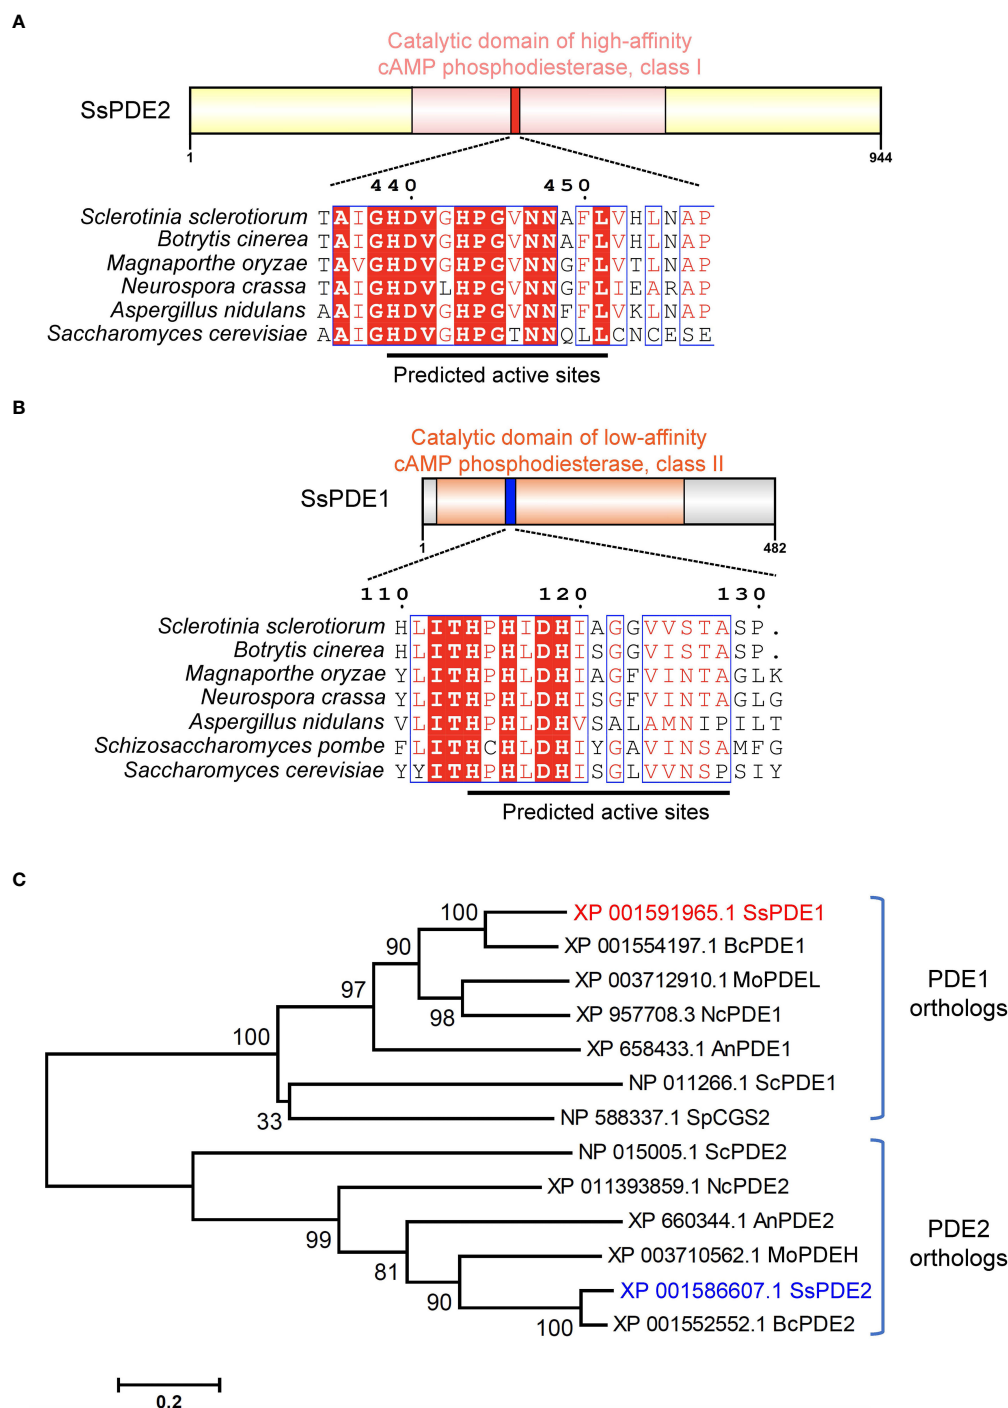 A
Catalytic domain of high-affinity
cAMP phosphodiesterase, class I
SsPDE2
1
944
440 450
Sclerotinia sclerotiorum TAIGHDVGHPGVNNAFLVHLNAP
Botrytis cinerea TAIGHDVGHPGVNNAFLVHLNAP
Magnaporthe oryzae TAVGHDVGHPGVNNGFLVTLNAP
Neurospora crassa TAIGHDVLHPGVNNGFLIEARAP
Aspergillus nidulans AAIGHDVGHPGVNNFFLVKLNAP
Saccharomyces cerevisiae AAIGHDVGHPGTNNQLLCNCESE
Predicted active sites
B
Catalytic domain of low-affinity
cAMP phosphodiesterase, class II
SsPDE1
1
482
110 120 130
Sclerotinia sclerotiorum HLITHPHIDHIAGGVVSTASP.
Botrytis cinerea HLITHPHLDHISGGVISTASP.
Magnaporthe oryzae YLITHPHLDHIAGFVINTAGLK
Neurospora crassa YLITHPHLDHISGFVINTAGLG
Aspergillus nidulans VLITHPHLDHVSALAMNIPILT
Schizosaccharomyces pombe FLITHCHLDHIYGAVINSAMFG
Saccharomyces cerevisiae YYITHPHLDHISGLVVNSPSIY
Predicted active sites
C
100
XP 001591965.1 SsPDE1
90
XP 001554197.1 BcPDE1
97
XP 003712910.1 MoPDEL
98
XP 957708.3 NcPDE1
100
XP 658433.1 AnPDE1
NP 011266.1 ScPDE1
33
NP 588337.1 SpCGS2
PDE1
orthologs
NP 015005.1 ScPDE2
XP 011393859.1 NcPDE2
99
XP 660344.1 AnPDE2
81
XP 003710562.1 MoPDEH
90
XP 001586607.1 SsPDE2
100
XP 001552552.1 BcPDE2
PDE2
orthologs
0.2